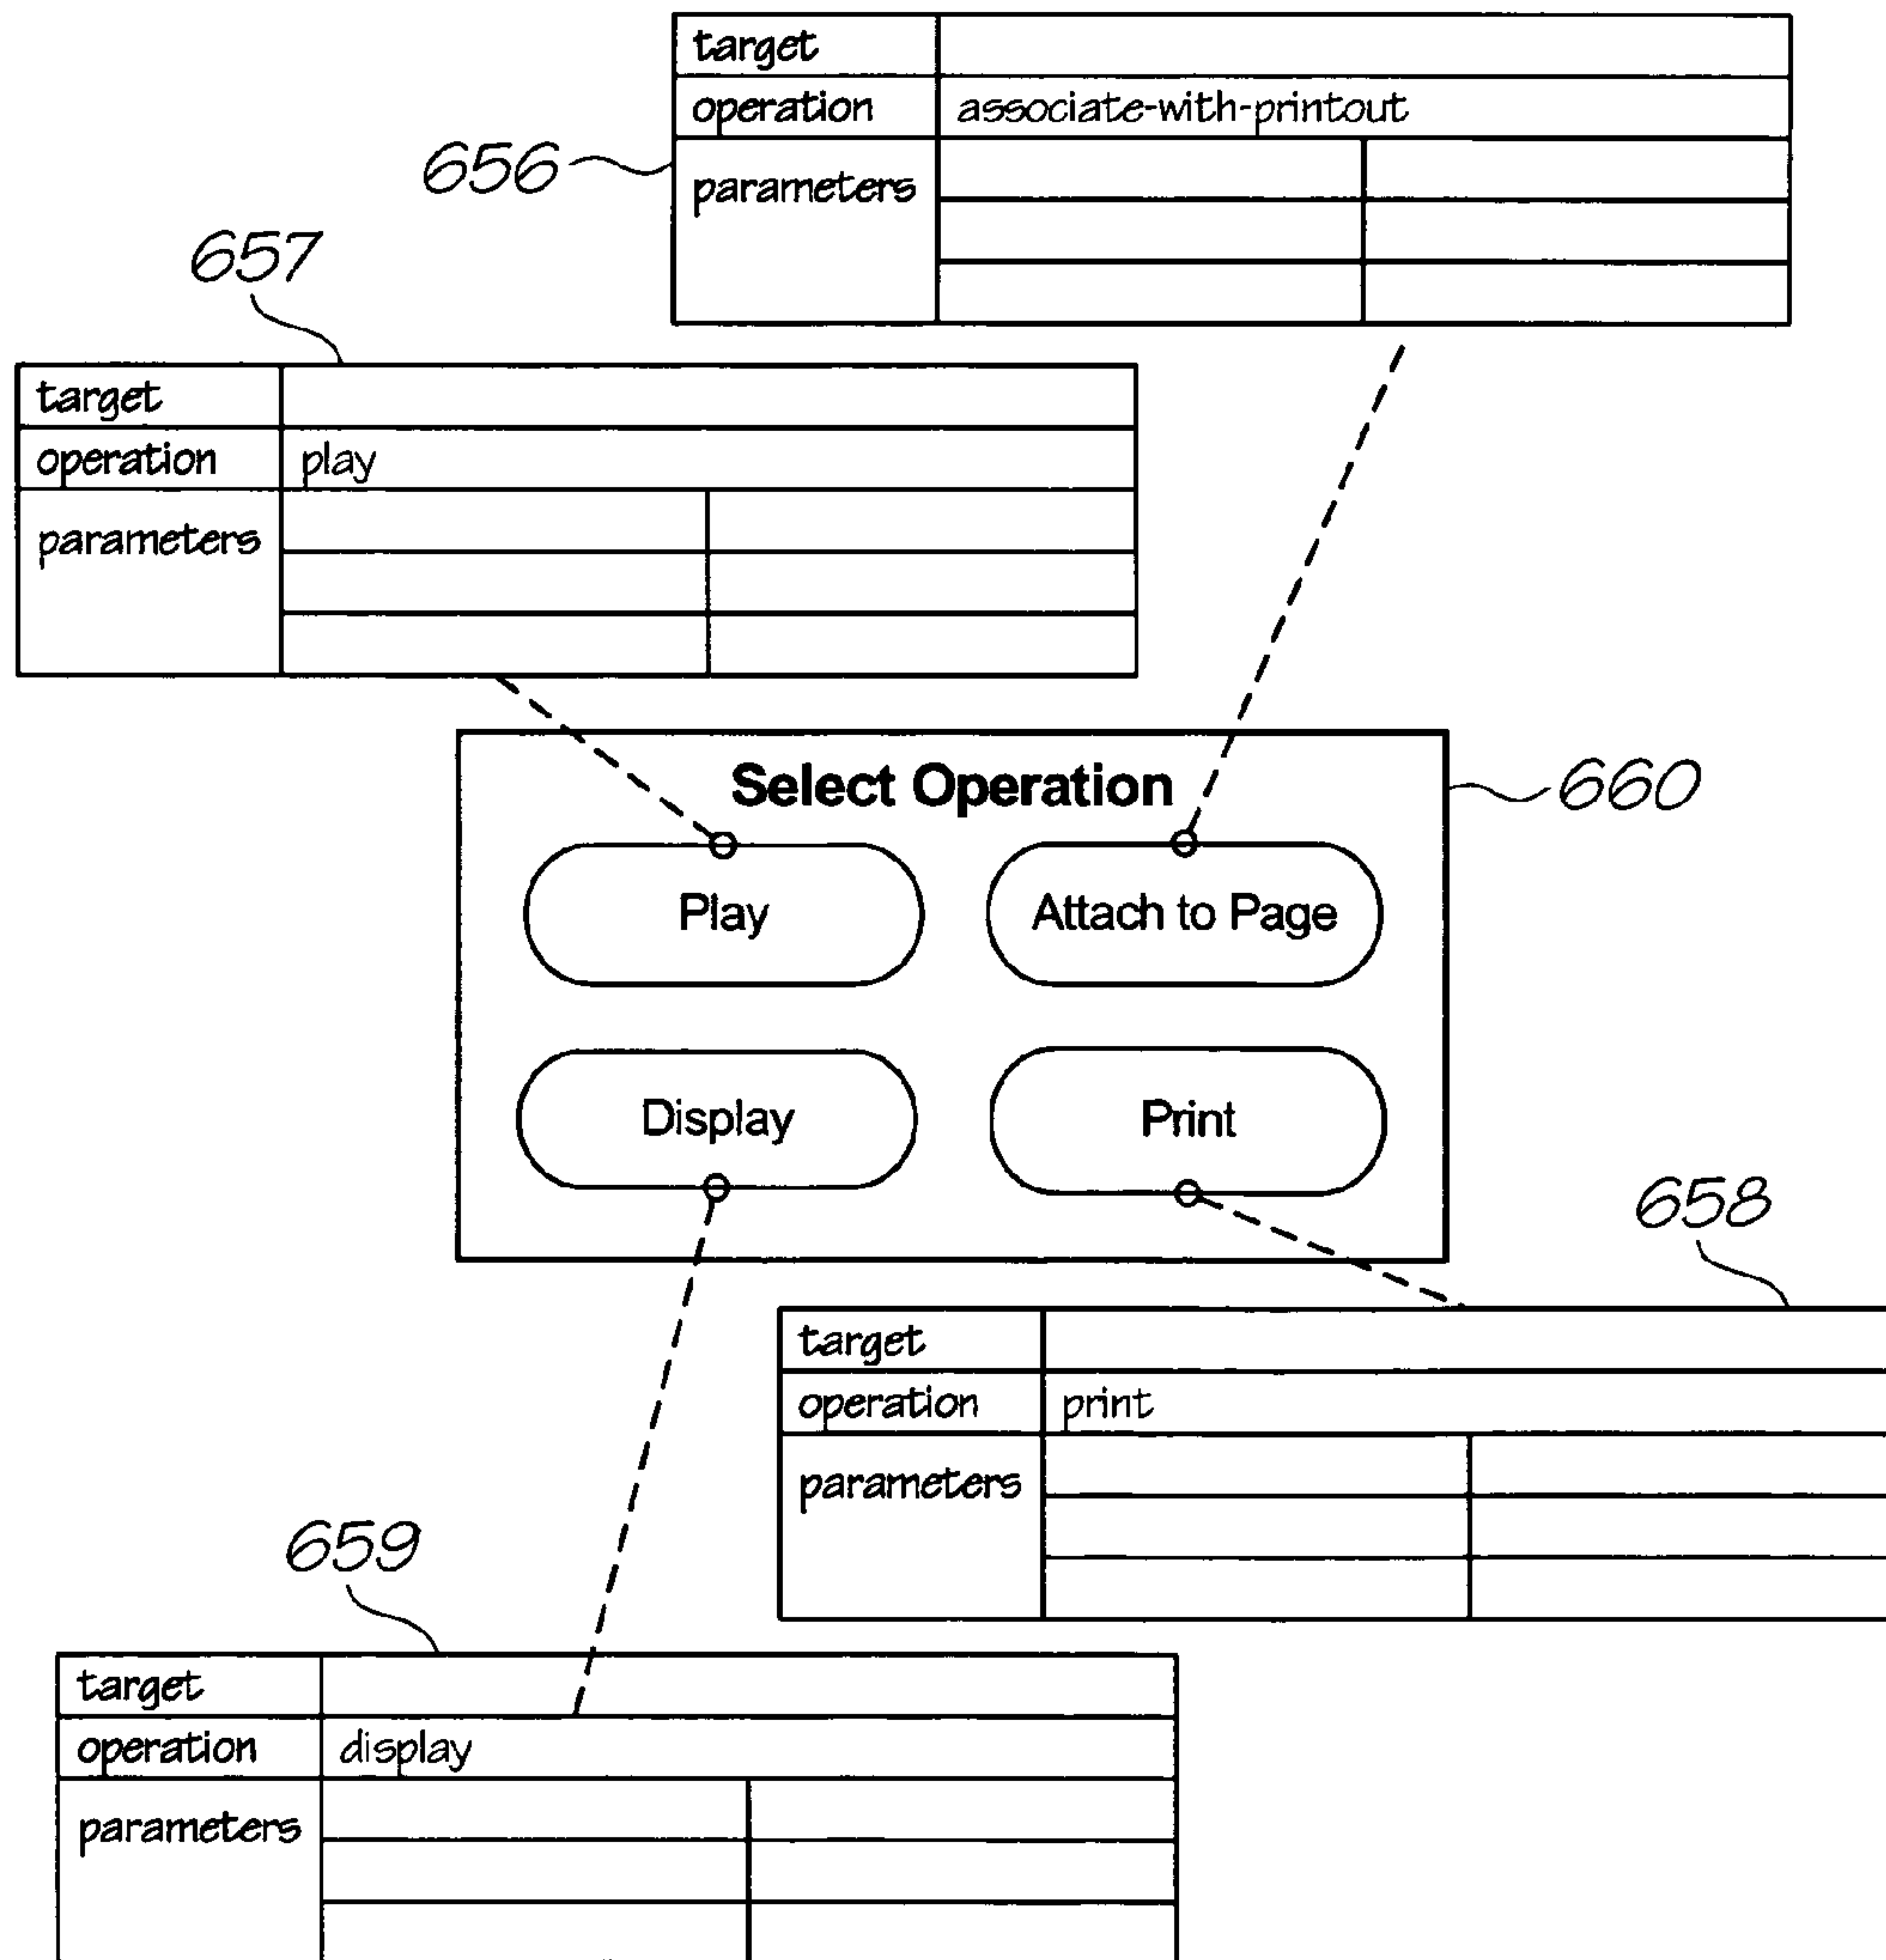 target
operation associate-with-printout
656
parameters
657
target
operation play
parameters
Select Operation
660
Play Attach to Page
Display Print
658
target
operation print
parameters
659
target
operation display
parameters